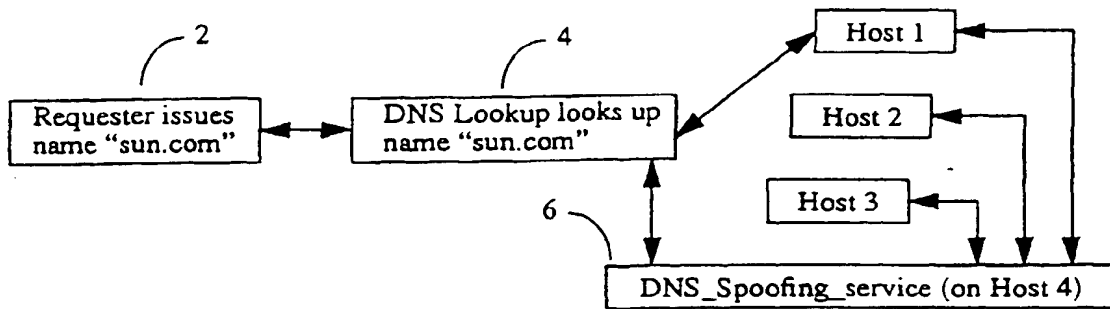 2
4
Host 1
Requester issues
name “sun.com”
DNS Lookup looks up
name “sun.com”
Host 2
Host 3
6
DNS_Spoofing_service (on Host 4)